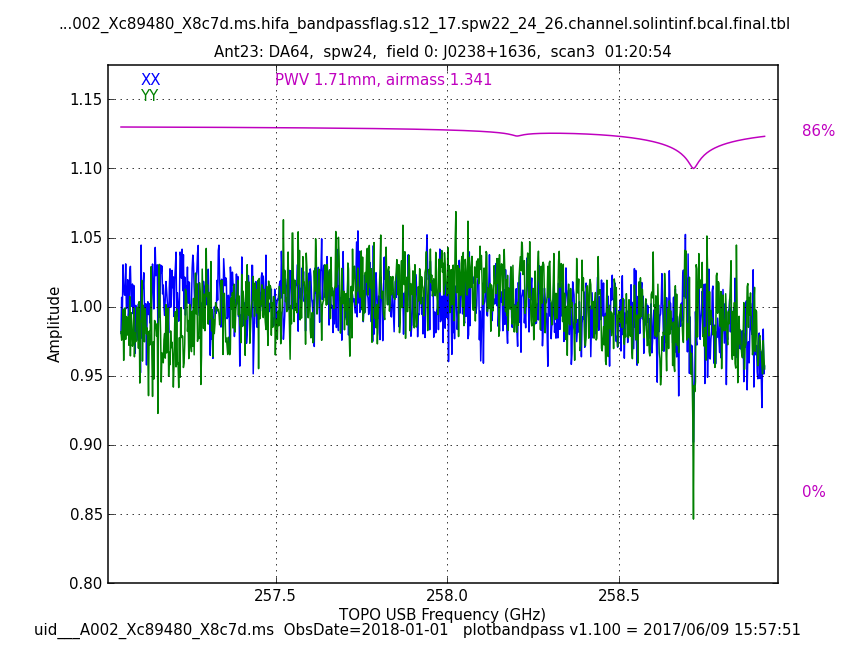 ...002_Xc89480_X8c7d.ms.hifa_bandpassflag.s12_17.spw22_24_26.channel.solintinf.bcal.final.tbl
Ant23: DA64,  spw24,  field 0: J0238+1636,  scan3  01:20:54
XX
PWV 1.71mm, airmass 1.341
YY
1.15
86%
1.10
1.05
1.00
Amplitude
0.95
0.90
0%
0.85
0.80
257.5
258.0
258.5
TOPO USB Frequency (GHz)
uid___A002_Xc89480_X8c7d.ms  ObsDate=2018-01-01   plotbandpass v1.100 = 2017/06/09 15:57:51